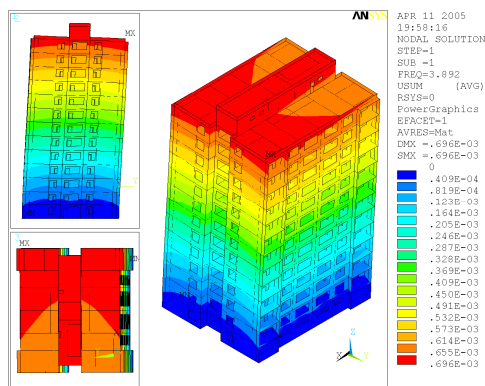 ANSYS
APR 11 2005
19:58:16
NODAL SOLUTION
STEP=1
SUB =1
FREQ=3.892
USUM (AVG)
RSYS=0
PowerGraphics
EFACET=1
AVRES=Mat
DMX =.696E-03
SMX =.696E-03
0
.409E-04
.819E-04
.123E-03
.164E-03
.205E-03
.246E-03
.287E-03
.328E-03
.369E-03
.409E-03
.450E-03
.491E-03
.532E-03
.573E-03
.614E-03
.655E-03
.696E-03
MX
MX
MX
Z
X
Y